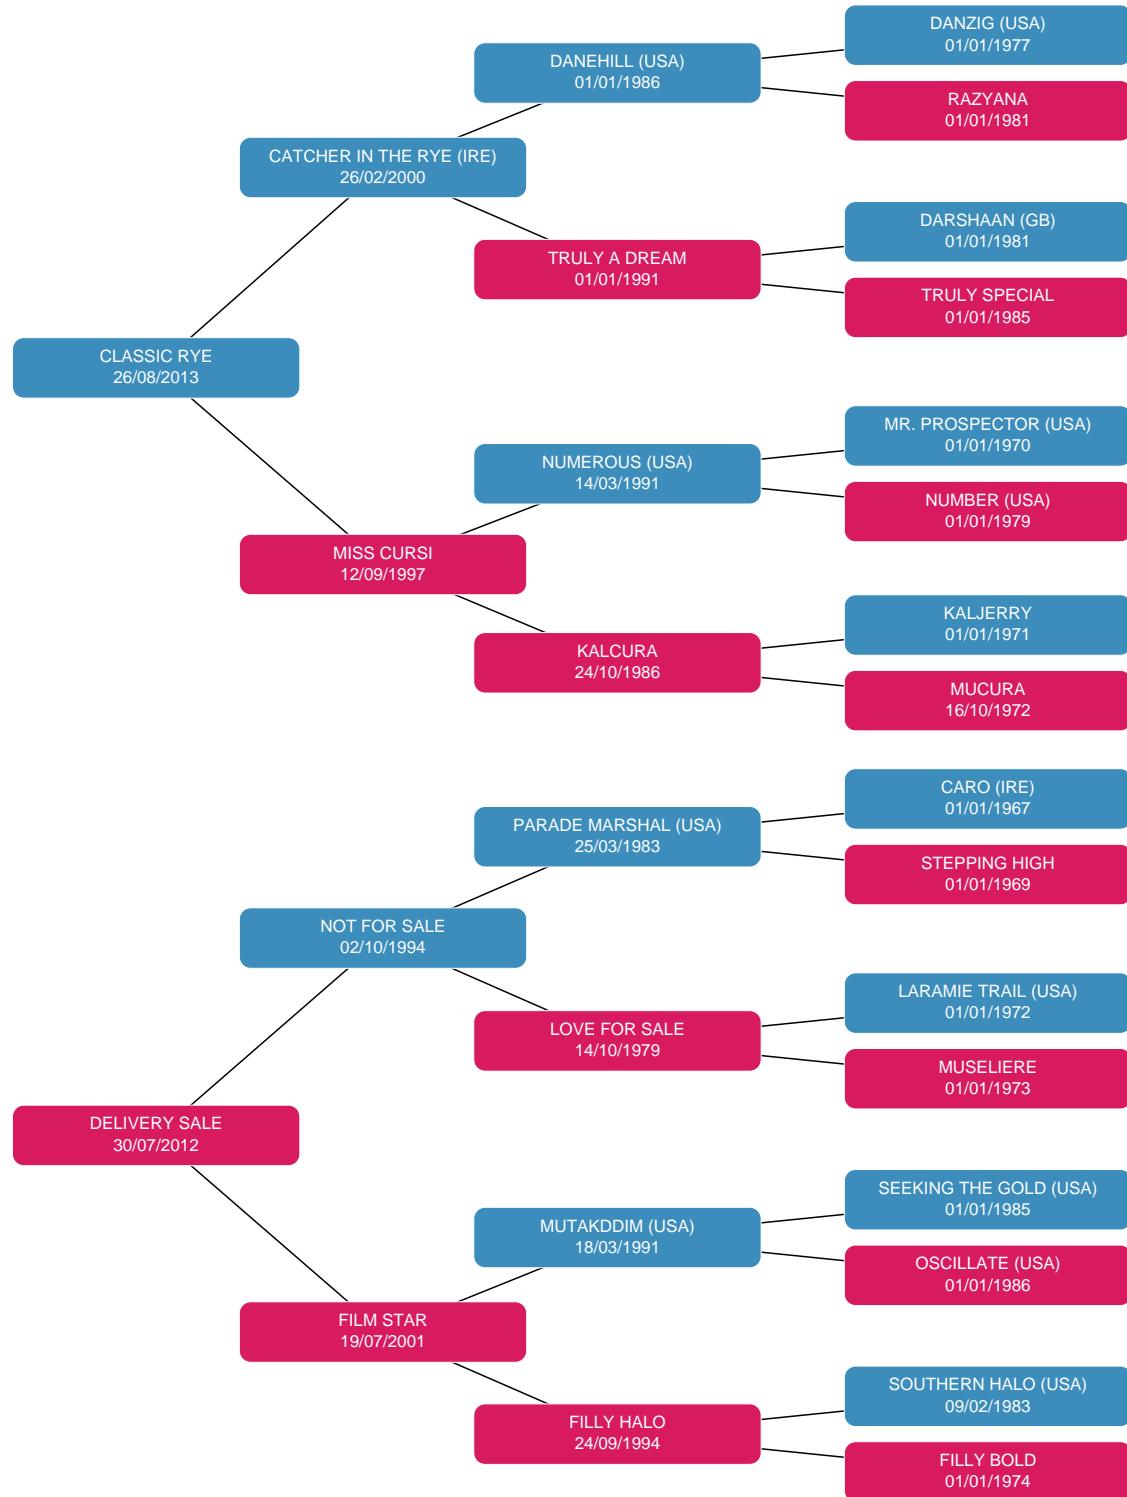 DANZIG (USA)
01/01/1977
DANEHILL (USA)
01/01/1986
RAZYANA
01/01/1981
CATCHER IN THE RYE (IRE)
26/02/2000
DARSHAAN (GB)
01/01/1981
TRULY A DREAM
01/01/1991
TRULY SPECIAL
01/01/1985
CLASSIC RYE
26/08/2013
MR. PROSPECTOR (USA)
01/01/1970
NUMEROUS (USA)
14/03/1991
NUMBER (USA)
01/01/1979
MISS CURSI
12/09/1997
KALJERRY
01/01/1971
KALCURA
24/10/1986
MUCURA
16/10/1972
CARO (IRE)
01/01/1967
PARADE MARSHAL (USA)
25/03/1983
STEPPING HIGH
01/01/1969
NOT FOR SALE
02/10/1994
LARAMIE TRAIL (USA)
01/01/1972
LOVE FOR SALE
14/10/1979
MUSELIERE
01/01/1973
DELIVERY SALE
30/07/2012
SEEKING THE GOLD (USA)
01/01/1985
MUTAKDDIM (USA)
18/03/1991
OSCILLATE (USA)
01/01/1986
FILM STAR
19/07/2001
SOUTHERN HALO (USA)
09/02/1983
FILLY HALO
24/09/1994
FILLY BOLD
01/01/1974